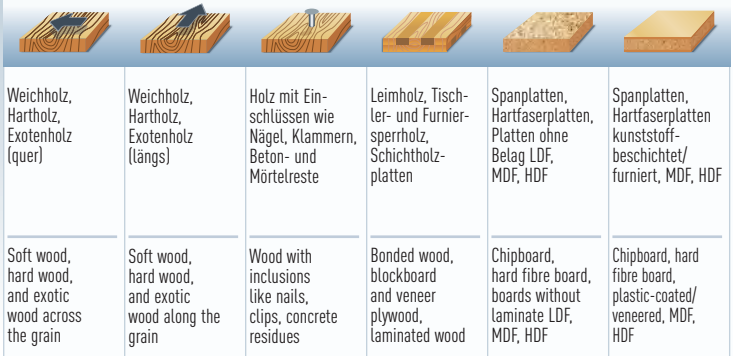 Weichholz,
Hartholz,
Exotenholz
(quer)
Weichholz,
Hartholz,
Exotenholz
(längs)
Holz mit Ein-
schlüssen wie
Nägel, Klammern,
Beton- und
Mörtelreste
Leimholz, Tisch-
ler- und Furnier-
sperrholz,
Schichtholz-
platten
Spanplatten,
Hartfaserplatten,
Platten ohne
Belag LDF,
MDF, HDF
Spanplatten,
Hartfaserplatten
kunststoff-
beschichtet/
furniert, MDF, HDF
Soft wood,
hard wood,
and exotic
wood across
the grain
Soft wood,
hard wood,
and exotic
wood along the
grain
Wood with
inclusions
like nails,
clips, concrete
residues
Bonded wood,
blockboard
and veneer
plywood,
laminated wood
Chipboard,
hard fibre board,
boards without
laminate LDF,
MDF, HDF
Chipboard, hard
fibre board,
plastic-coated/
veneered, MDF,
HDF